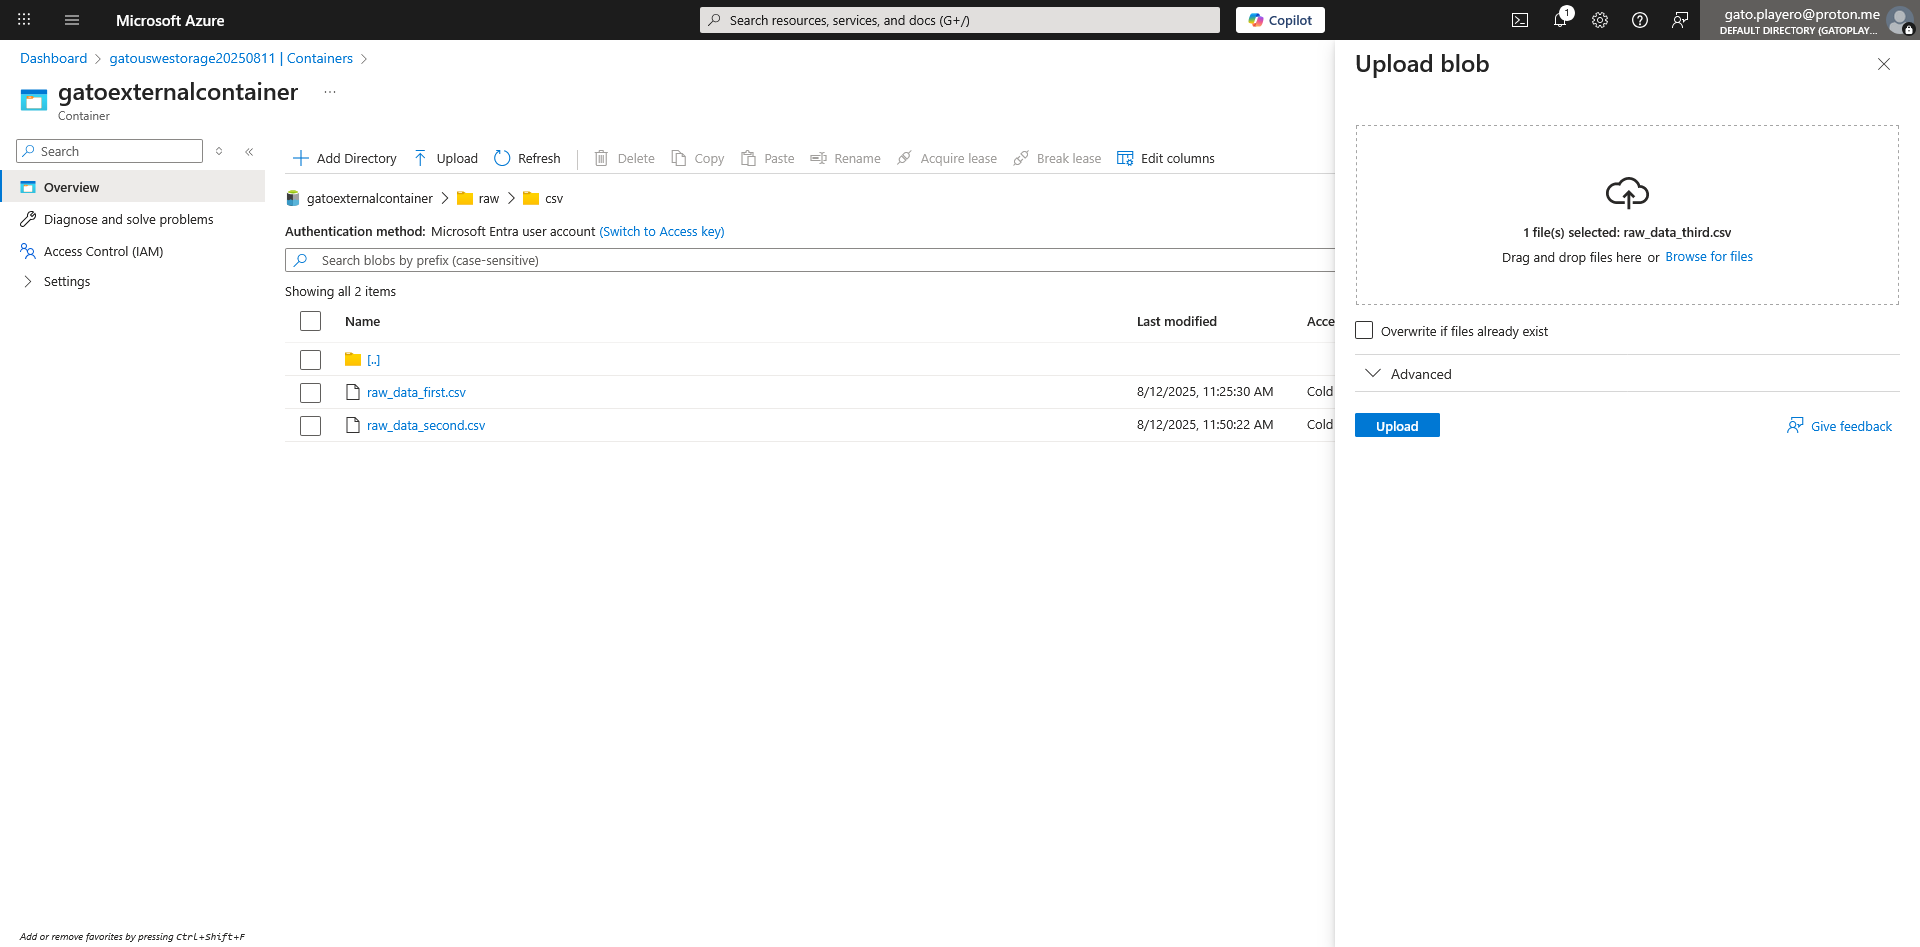 Microsoft Azure
Search resources, services, and docs (G+/)
Copilot
1
gato.playero@proton.me
DEFAULT DIRECTORY (GATOPLAY...
Dashboard > gatouswestorage20250811 | Containers >
gatoexternalcontainer ...
Container
Search
Overview
Diagnose and solve problems
Access Control (IAM)
Settings
Add or remove favorites by pressing Ctrl+Shift+F
Add Directory Upload Refresh Delete Copy Paste Rename Acquire lease Break lease Edit columns
gatoexternalcontainer > raw > csv
Authentication method: Microsoft Entra user account (Switch to Access key)
Search blobs by prefix (case-sensitive)
Showing all 2 items
Name Last modified Acce
[..]
raw_data_first.csv 8/12/2025, 11:25:30 AM Cold
raw_data_second.csv 8/12/2025, 11:50:22 AM Cold
Upload blob
1 file(s) selected: raw_data_third.csv
Drag and drop files here or Browse for files
Overwrite if files already exist
Advanced
Upload
Give feedback